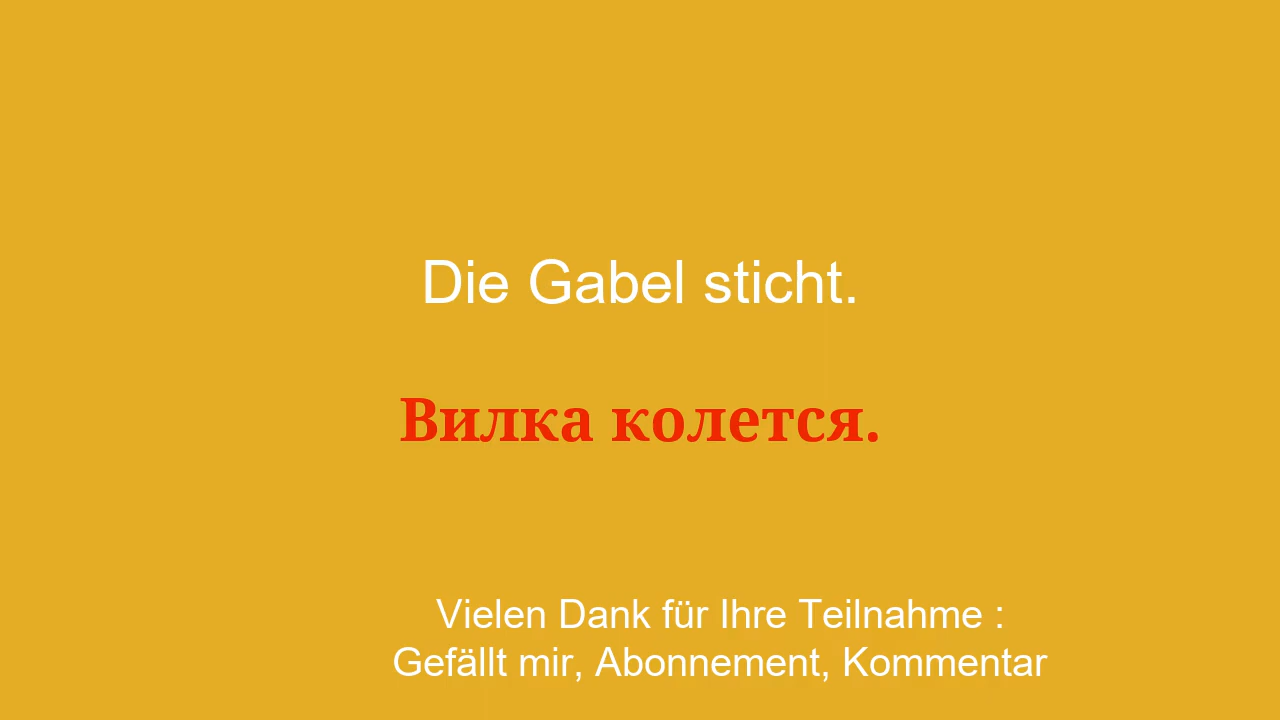 Die Gabel sticht.
Вилка колется.
Vielen Dank für Ihre Teilnahme :
Gefällt mir, Abonnement, Kommentar